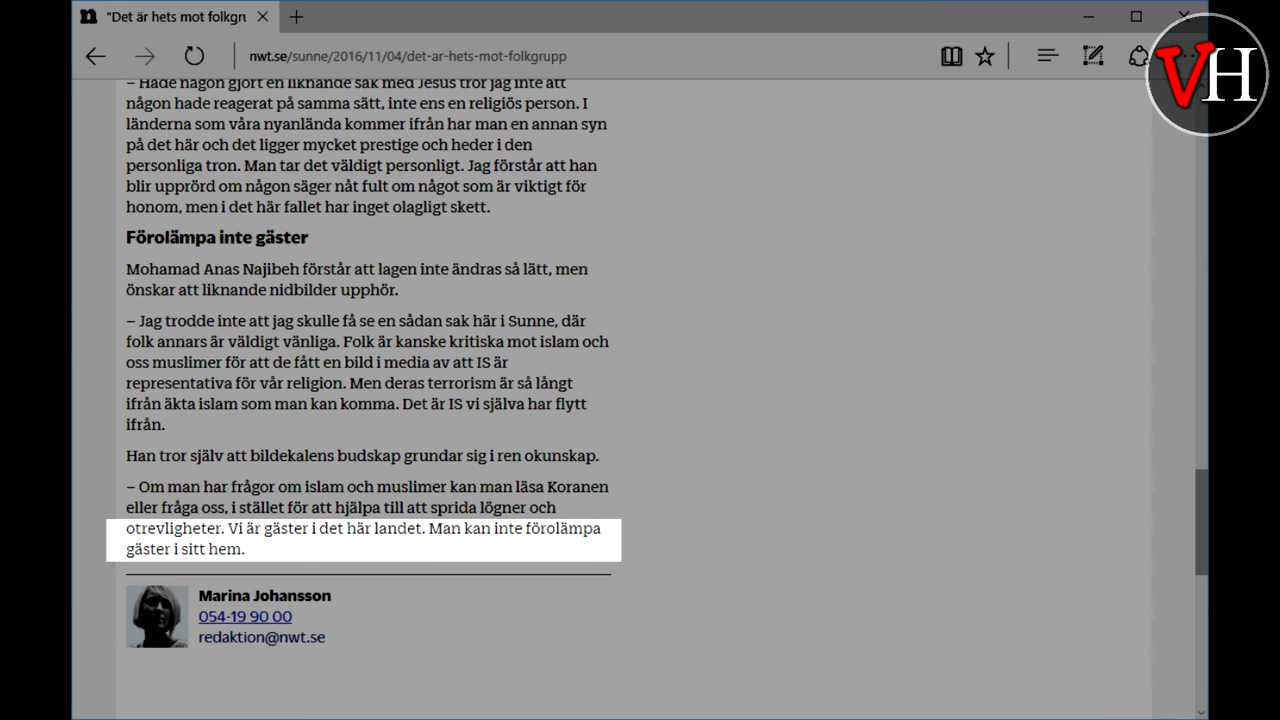 "Det är hets mot folkgru
nwt.se/sunne/2016/11/04/det-ar-hets-mot-folkgrupp
VH
– Hade någon gjort en liknande sak med Jesus tror jag inte att
någon hade reagerat på samma sätt, inte ens en religiös person. I
länderna som våra nyanlända kommer ifrån har man en annan syn
på det här och det ligger mycket prestige och heder i den
personliga tron. Man tar det väldigt personligt. Jag förstår att han
blir upprörd om någon säger nåt fult om något som är viktigt för
honom, men i det här fallet har inget olagligt skett.
Förolämpa inte gäster
Mohamad Anas Najibeh förstår att lagen inte ändras så lätt, men
önskar att liknande nidbilder upphör.
– Jag trodde inte att jag skulle få se en sådan sak här i Sunne, där
folk annars är väldigt vänliga. Folk är kanske kritiska mot islam och
oss muslimer för att de fått en bild i media av att IS är
representativa för vår religion. Men deras terrorism är så långt
ifrån äkta islam som man kan komma. Det är IS vi själva har flytt
ifrån.
Han tror själv att bildekalens budskap grundar sig i ren okunskap.
– Om man har frågor om islam och muslimer kan man läsa Koranen
eller fråga oss, i stället för att hjälpa till att sprida lögner och
otrevligheter. Vi är gäster i det här landet. Man kan inte förolämpa
gäster i sitt hem.
Marina Johansson
054-19 90 00
redaktion@nwt.se